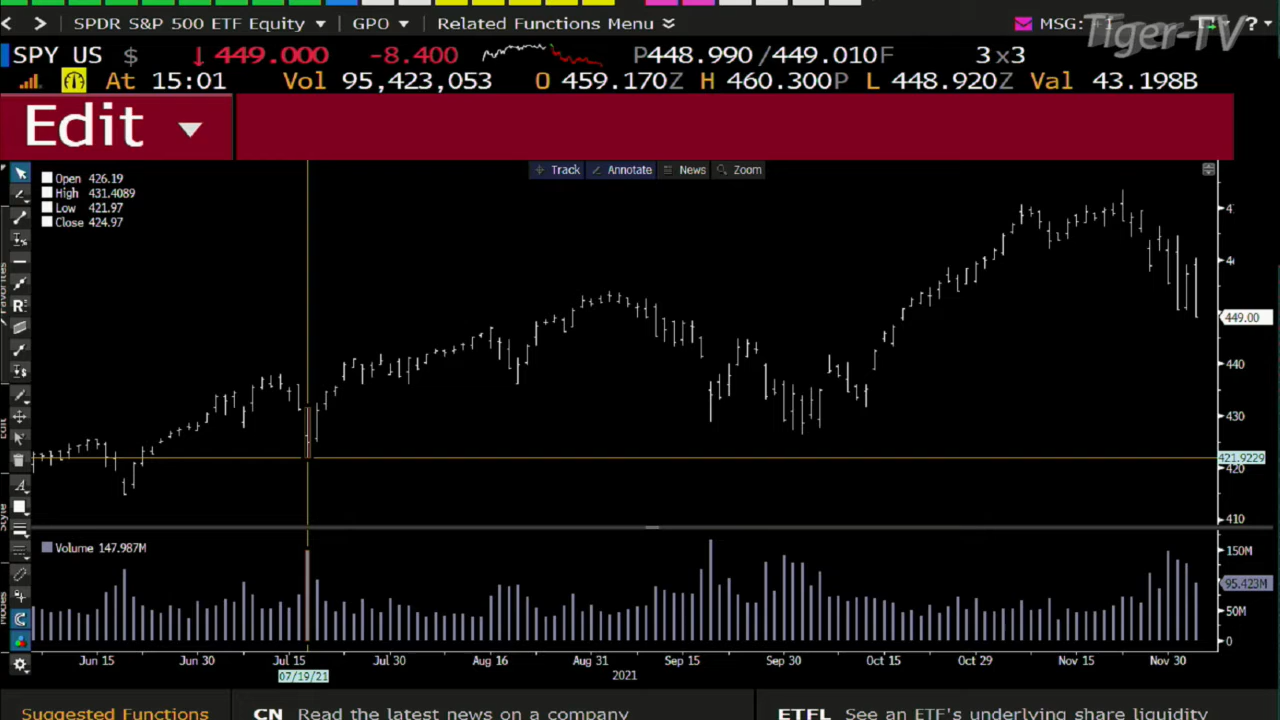 SPDR S&P 500 ETF Equity GPO Related Functions Menu MSG:
Tiger-TV
SPY US $ ↓449.000 -8.400 P448.990/449.010F 3x3
At 15:01 Vol 95,423,053 O 459.170Z H 460.300P L 448.920Z Val 43.198B
Edit
Track Annotate News Zoom
Open 426.19
High 431.4089
Low 421.97
Close 424.97
449.00
440
430
421.9229
420
410
Favorites
Edit
Style
Modes
Volume 147.987M
150M
95.423M
50M
0
Jun 15 Jun 30 Jul 15 Jul 30 Aug 16 Aug 31 Sep 15 Sep 30 Oct 15 Oct 29 Nov 15 Nov 30
07/19/21 2021
Suggested Functions CN Read the latest news on a company ETFL See an ETF's underlying share liquidity